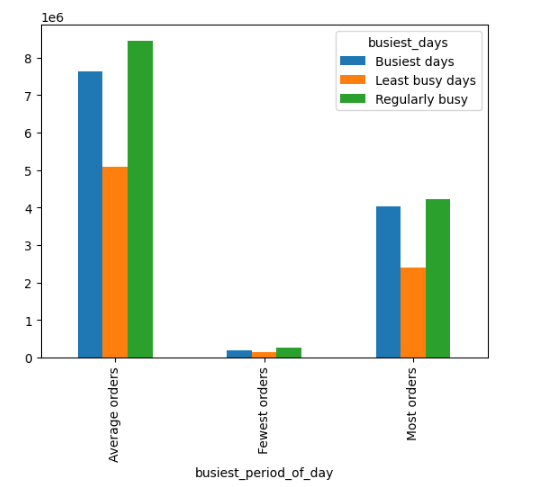 1e6
8
7
6
5
4
3
2
1
0
busiest_days
Busiest days
Least busy days
Regularly busy
Average orders
Fewest orders
Most orders
busiest_period_of_day